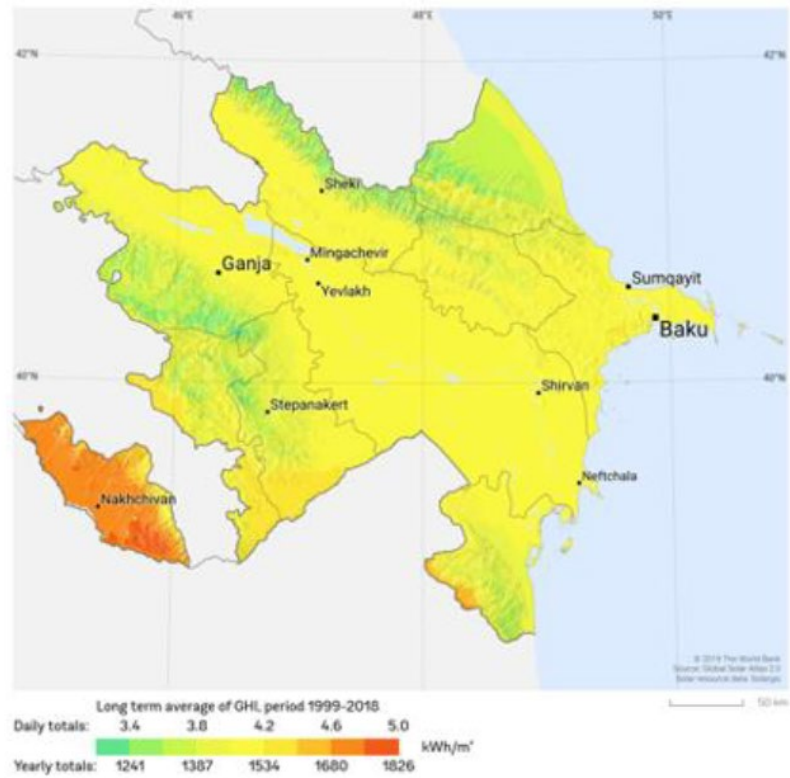 46°E 48°E 50°E
42°N 42°N
Sheki
Mingachevir
Ganja
Yevlakh
Sumqayit
Baku
40°N 40°N
Shirvan
Stepanakert
Neftchala
Nakhchivan
© 2019 The World Bank
Source: Global Solar Atlas 2.0
Solar resource data: Solargis
50 km
Long term average of GHI, period 1999-2018
Daily totals: 3.4 3.8 4.2 4.6 5.0
kWh/m²
Yearly totals: 1241 1387 1534 1680 1826